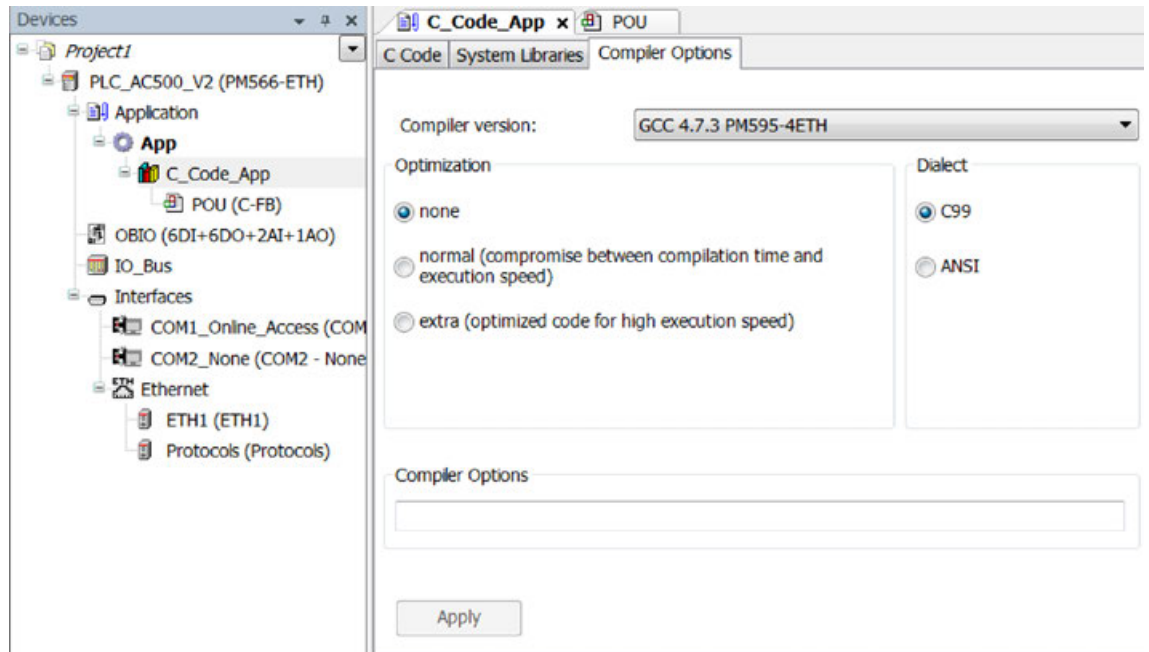 Devices
Project1
PLC_AC500_V2 (PM566-ETH)
Application
App
C_Code_App
POU (C-FB)
OBIO (6DI+6DO+2AI+1AO)
IO_Bus
Interfaces
COM1_Online_Access (COM
COM2_None (COM2 - None
ETH
Ethernet
ETH1 (ETH1)
Protocols (Protocols)
C_Code_App x POU
C Code System Libraries Compiler Options
Compiler version: GCC 4.7.3 PM595-4ETH
Optimization
none
normal (compromise between compilation time and
execution speed)
extra (optimized code for high execution speed)
Dialect
C99
ANSI
Compiler Options
Apply